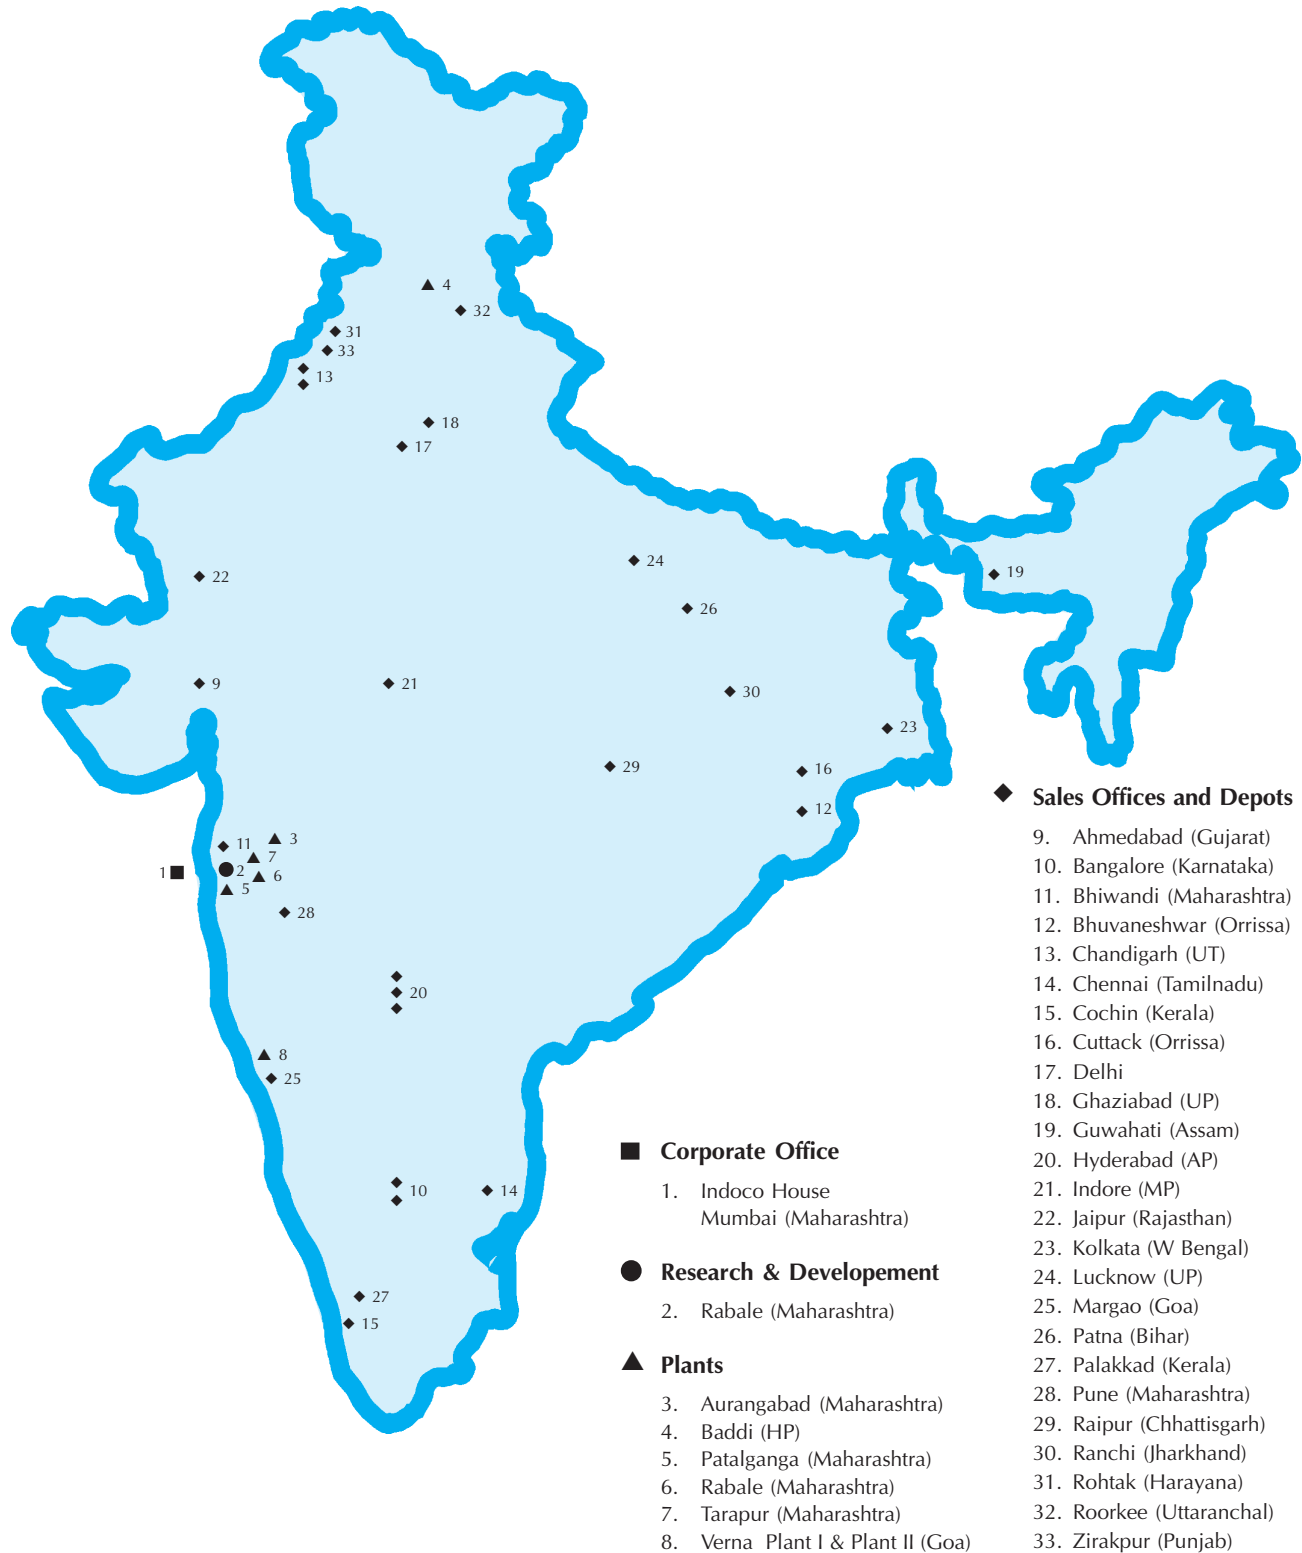 4
32
31
33
13
18
17
24
22
19
26
9
21
30
23
29
16
12
3
11
7
1
2
6
5
28
20
8
25
10
14
27
15
Corporate Office
1. Indoco House
Mumbai (Maharashtra)
Research & Developement
2. Rabale (Maharashtra)
Plants
3. Aurangabad (Maharashtra)
4. Baddi (HP)
5. Patalganga (Maharashtra)
6. Rabale (Maharashtra)
7. Tarapur (Maharashtra)
8. Verna Plant I & Plant II (Goa)
Sales Offices and Depots
9. Ahmedabad (Gujarat)
10. Bangalore (Karnataka)
11. Bhiwandi (Maharashtra)
12. Bhuvaneshwar (Orrissa)
13. Chandigarh (UT)
14. Chennai (Tamilnadu)
15. Cochin (Kerala)
16. Cuttack (Orrissa)
17. Delhi
18. Ghaziabad (UP)
19. Guwahati (Assam)
20. Hyderabad (AP)
21. Indore (MP)
22. Jaipur (Rajasthan)
23. Kolkata (W Bengal)
24. Lucknow (UP)
25. Margao (Goa)
26. Patna (Bihar)
27. Palakkad (Kerala)
28. Pune (Maharashtra)
29. Raipur (Chhattisgarh)
30. Ranchi (Jharkhand)
31. Rohtak (Harayana)
32. Roorkee (Uttaranchal)
33. Zirakpur (Punjab)